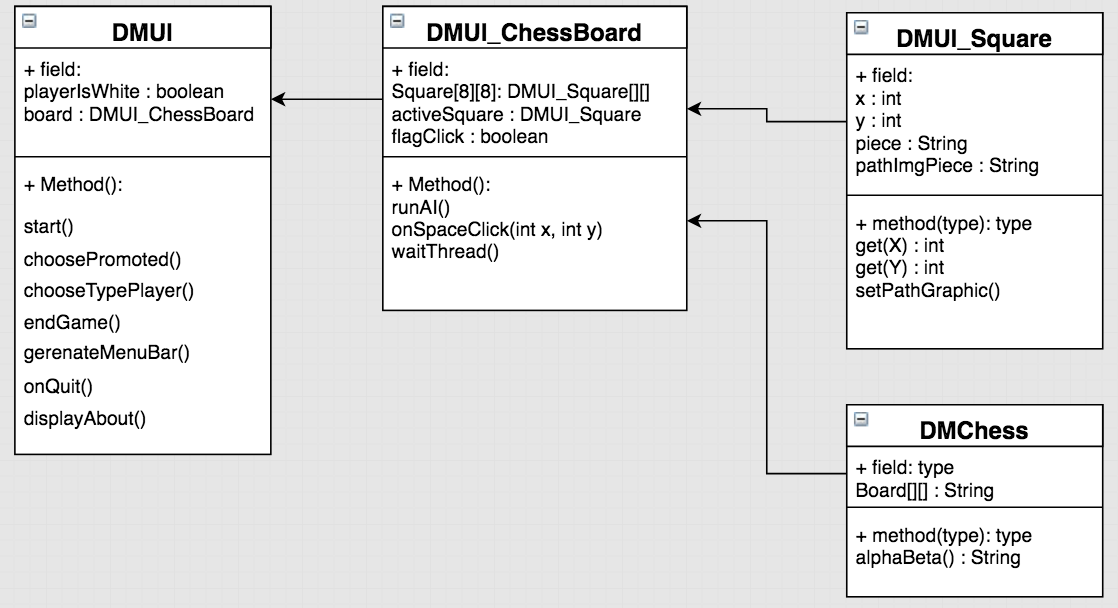 DMUI
+ field:
playerIsWhite : boolean
board : DMUI_ChessBoard
+ Method():
start()
choosePromoted()
chooseTypePlayer()
endGame()
gerenateMenuBar()
onQuit()
displayAbout()
DMUI_ChessBoard
+ field:
Square[8][8]: DMUI_Square[][]
activeSquare : DMUI_Square
flagClick : boolean
+ Method():
runAI()
onSpaceClick(int x, int y)
waitThread()
DMUI_Square
+ field:
x : int
y : int
piece : String
pathImgPiece : String
+ method(type): type
get(X) : int
get(Y) : int
setPathGraphic()
DMChess
+ field: type
Board[][] : String
+ method(type): type
alphaBeta() : String